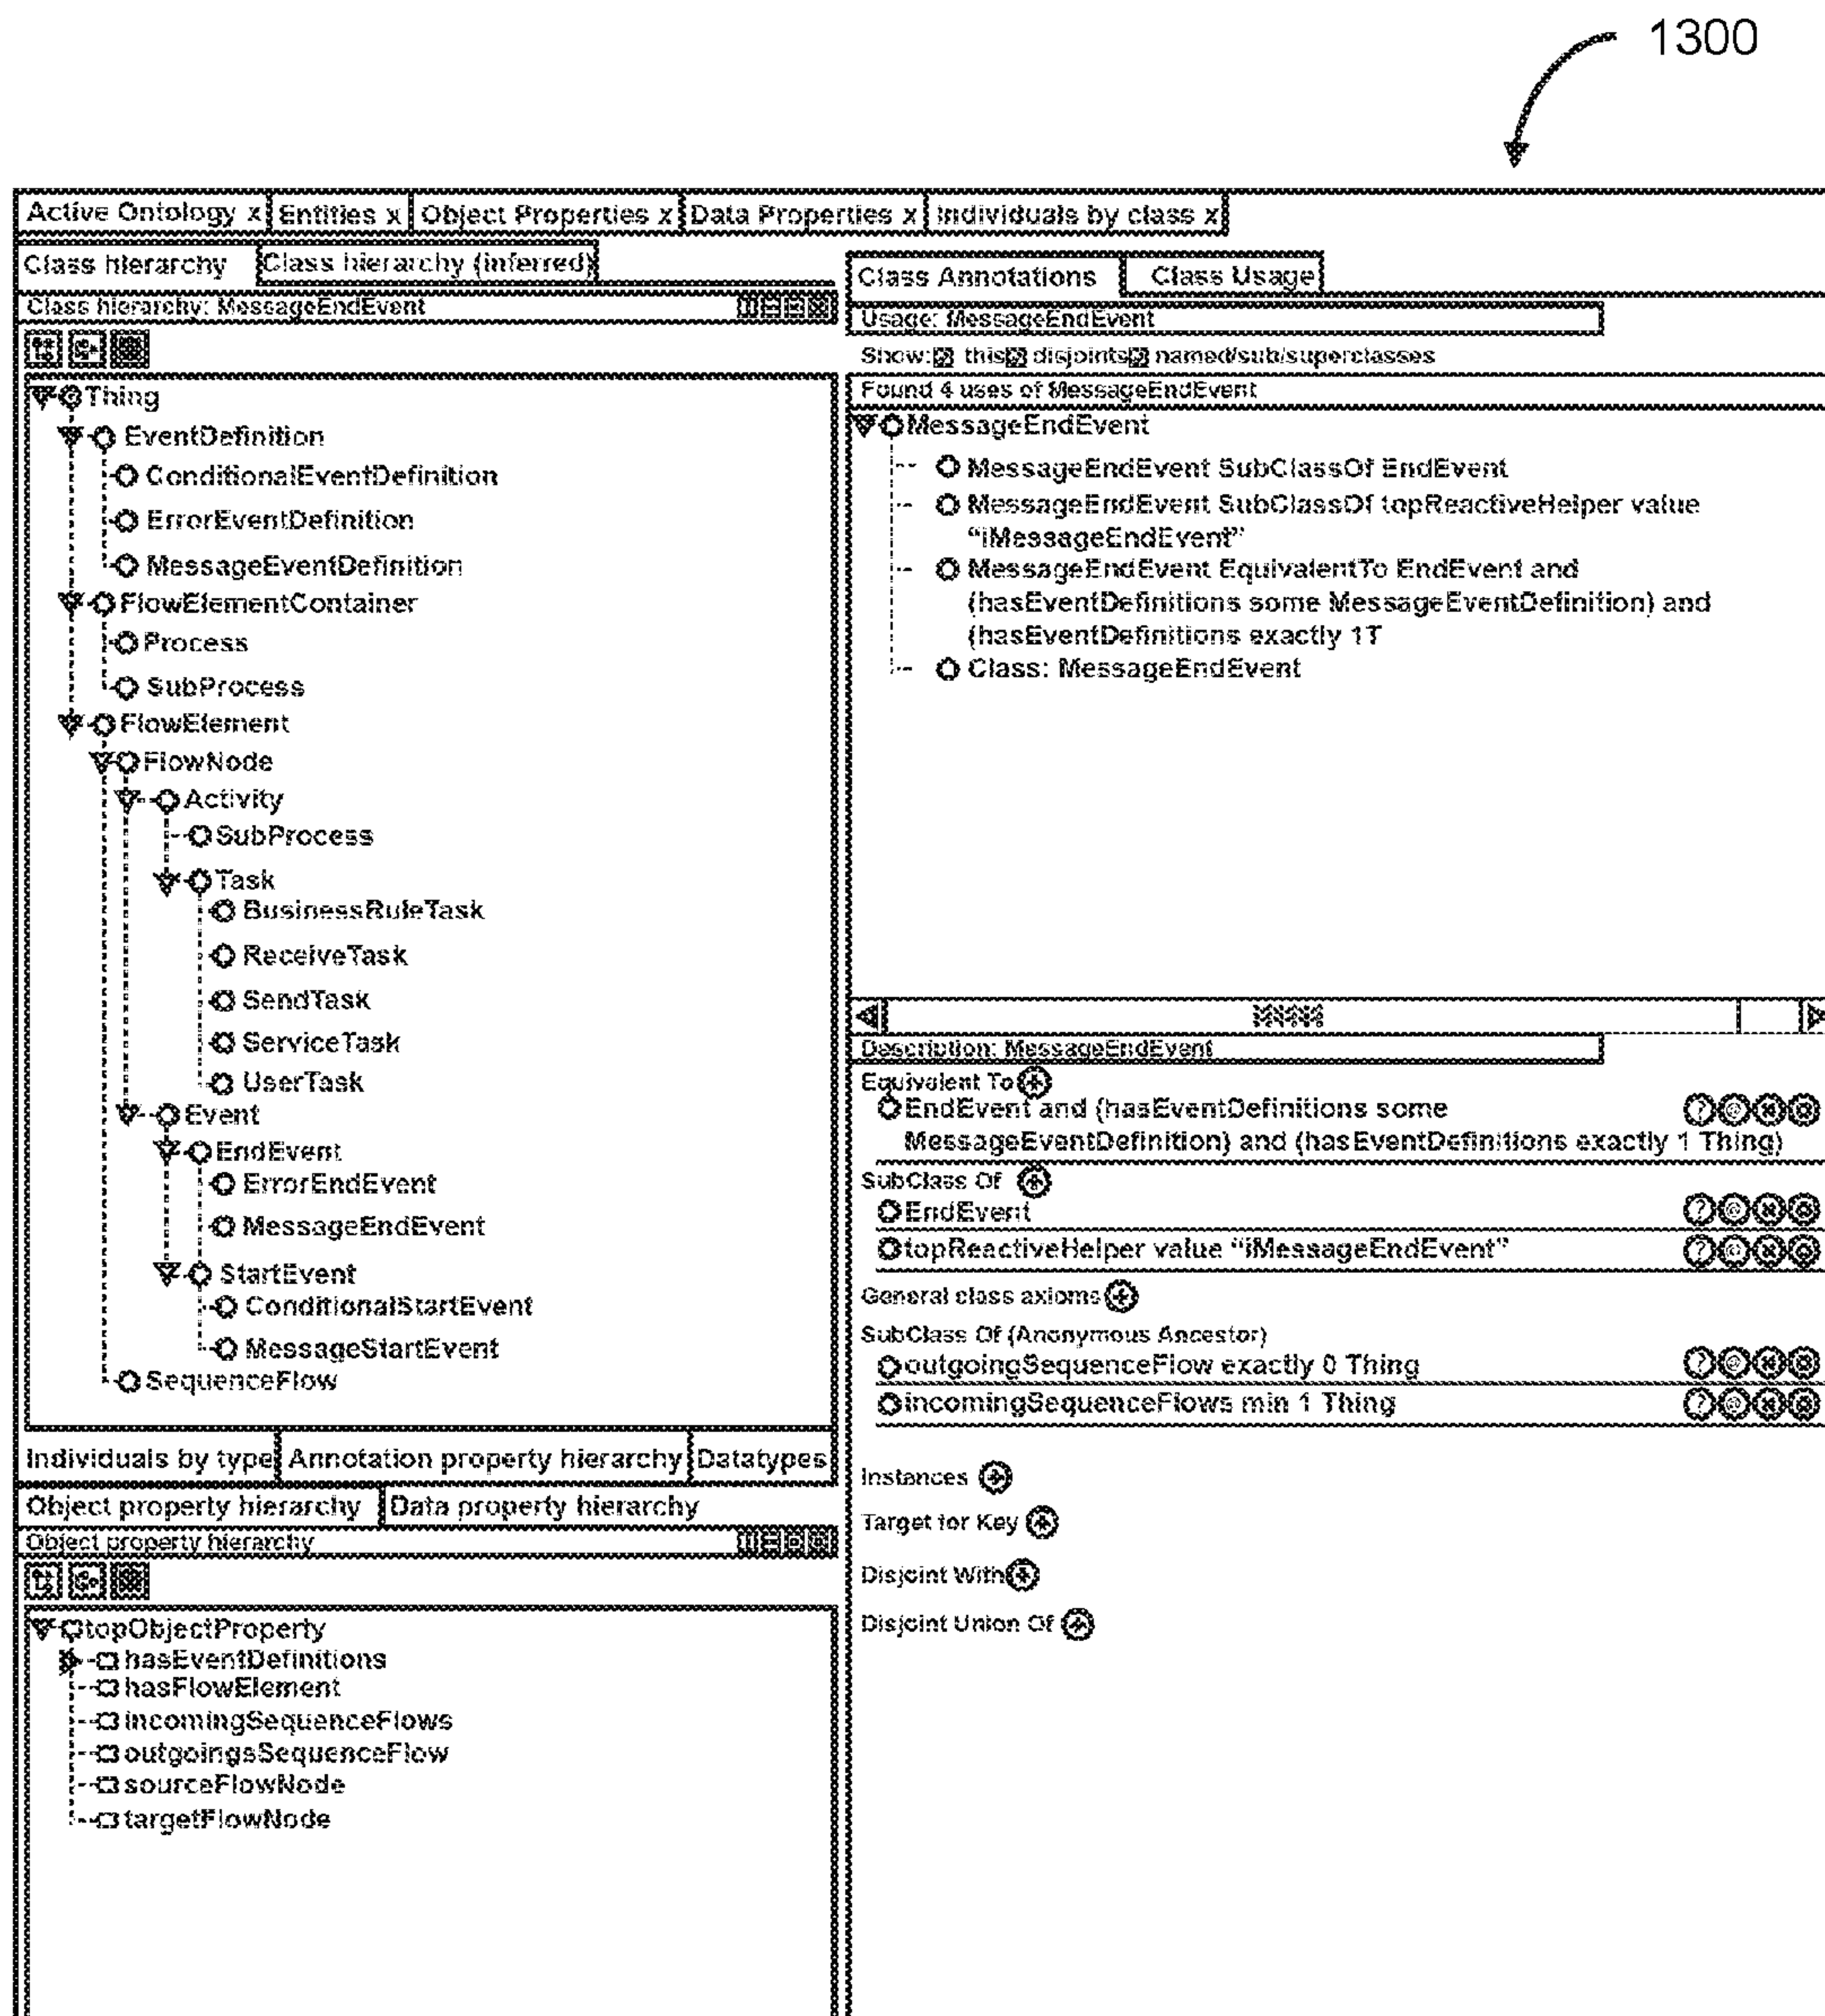 1300
Active Ontology x Entities x Object Properties x Data Properties x Individuals by class x
Class hierarchy Class hierarchy (inferred)
Class hierarchy: MessageEndEvent
Thing
EventDefinition
ConditionalEventDefinition
ErrorEventDefinition
MessageEventDefinition
FlowElementContainer
Process
SubProcess
FlowElement
FlowNode
Activity
SubProcess
Task
BusinessRuleTask
ReceiveTask
SendTask
ServiceTask
UserTask
Event
EndEvent
ErrorEndEvent
MessageEndEvent
StartEvent
ConditionalStartEvent
MessageStartEvent
SequenceFlow
Individuals by type Annotation property hierarchy Datatypes
Object property hierarchy Data property hierarchy
Object property hierarchy
topObjectProperty
hasEventDefinitions
hasFlowElement
incomingSequenceFlows
outgoingsSequenceFlow
sourceFlowNode
targetFlowNode
Class Annotations Class Usage
Usage: MessageEndEvent
Show: this disjoints named/sub/superclasses
Found 4 uses of MessageEndEvent
MessageEndEvent
MessageEndEvent SubClassOf EndEvent
MessageEndEvent SubClassOf topReactiveHelper value
“iMessageEndEvent”
MessageEndEvent EquivalentTo EndEvent and
(hasEventDefinitions some MessageEventDefinition) and
(hasEventDefinitions exactly 1T
Class: MessageEndEvent
Description: MessageEndEvent
Equivalent To
EndEvent and (hasEventDefinitions some
MessageEventDefinition) and (hasEventDefinitions exactly 1 Thing)
SubClass Of
EndEvent
topReactiveHelper value “iMessageEndEvent”
General class axioms
SubClass Of (Anonymous Ancestor)
outgoingSequenceFlow exactly 0 Thing
incomingSequenceFlows min 1 Thing
Instances
Target for Key
Disjoint With
Disjoint Union Of